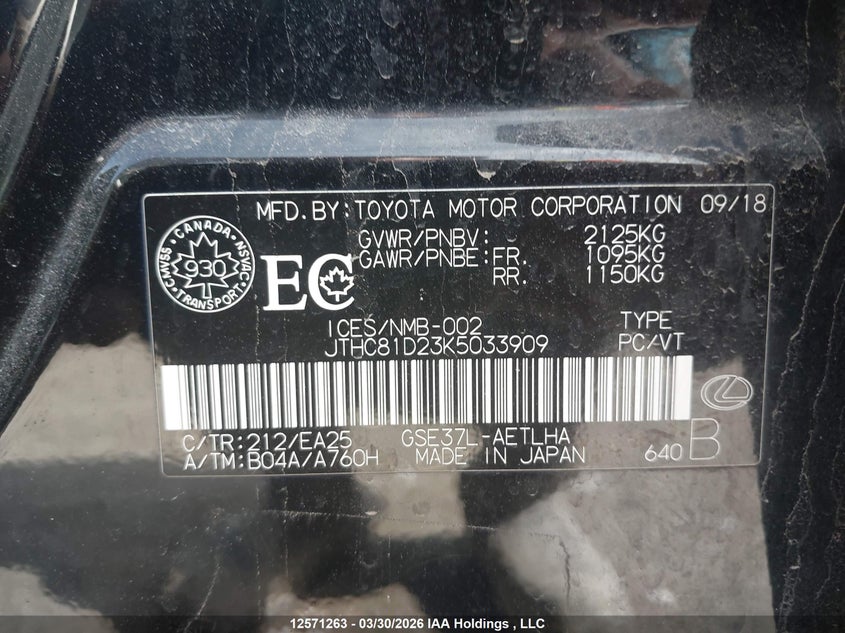 MFD.BY:TOYOTA MOTOR CORPORATION 09/18
GVWR/PNBV: 2125KG
GAWR/PNBE:FR. 1095KG
RR. 1150KG
CANADA
CMVSS NSVAC
930
TRANSPORT
EC
ICES/NMB-002
JTHC81D23K5033909
TYPE
PC/VT
C/TR:212/EA25 GSE37L-AETLHA
A/TM:B04A/A760H MADE IN JAPAN 640 B
12571263 - 03/30/2026 IAA Holdings , LLC